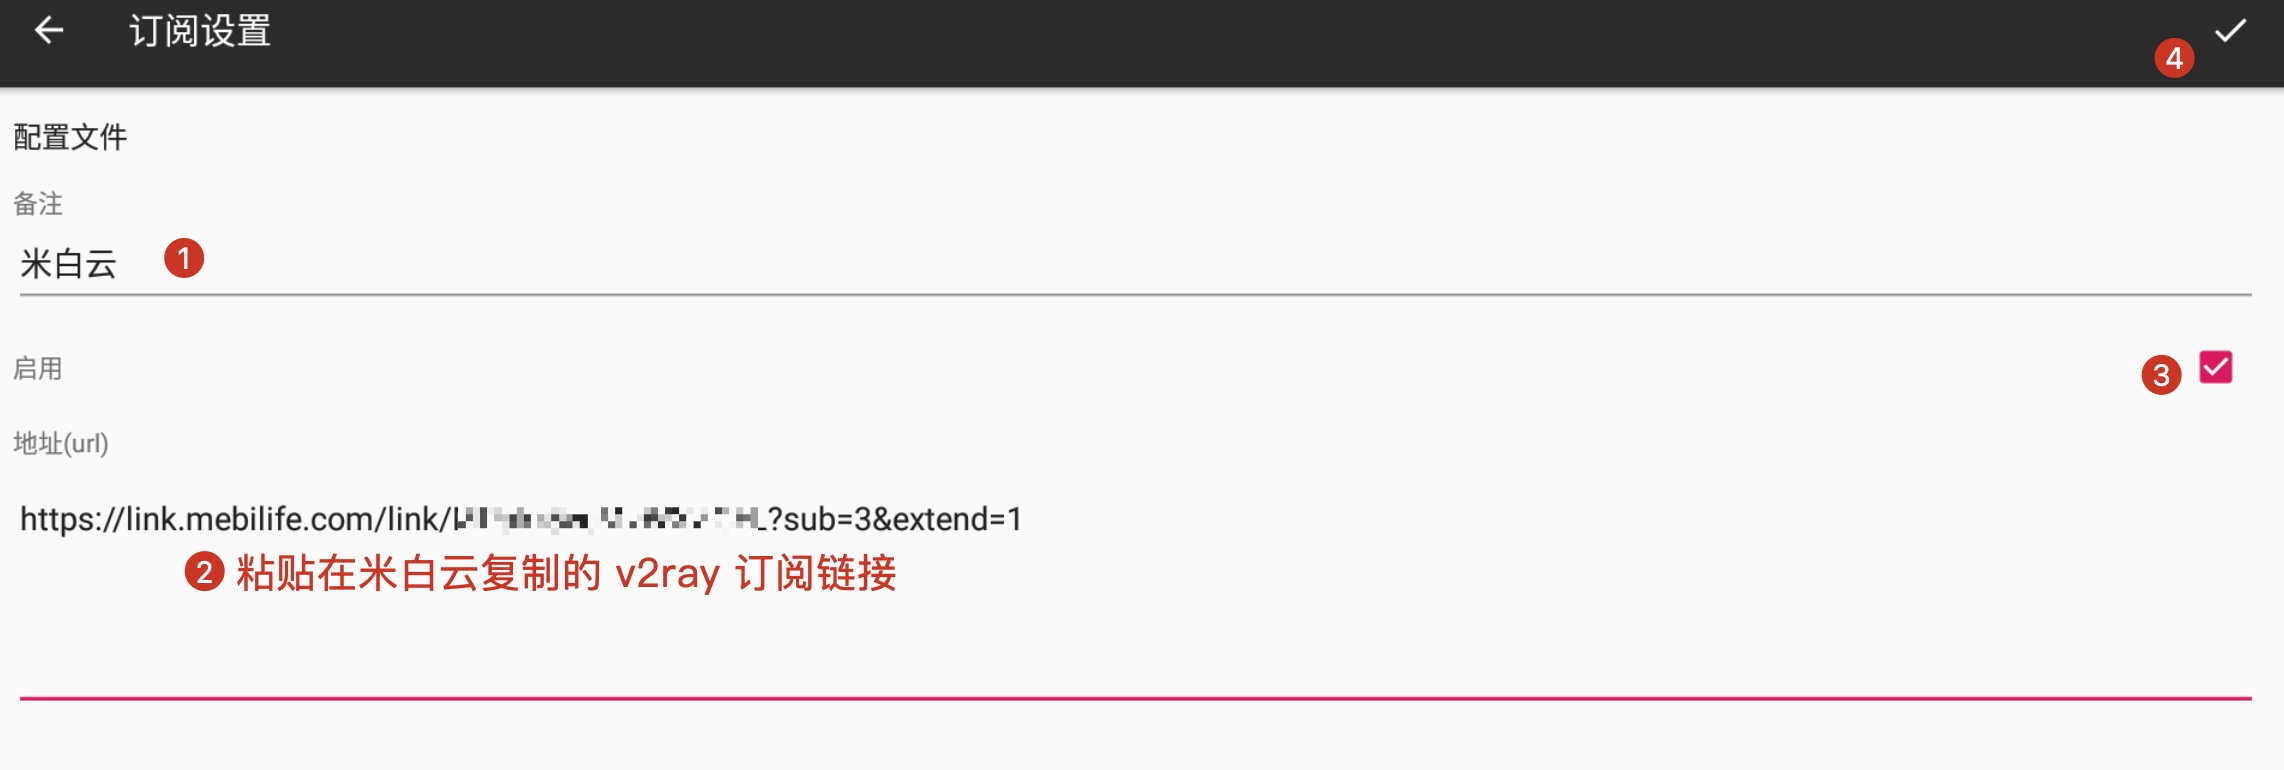 订阅设置
4
配置文件
备注
米白云 1
启用
3
地址(url)
https://link.mebilife.com/link/ ?sub=3&extend=1
2 粘贴在米白云复制的 v2ray 订阅链接